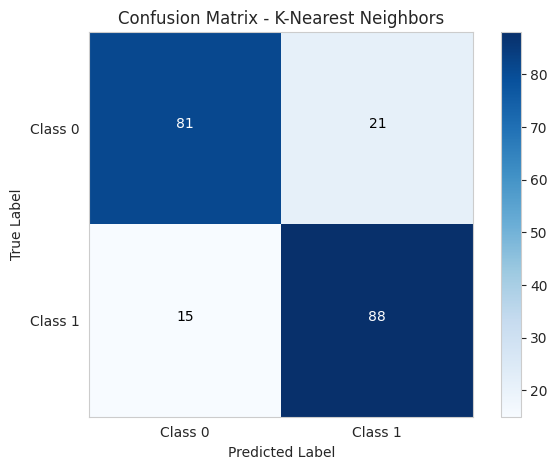 Confusion Matrix - K-Nearest Neighbors
True Label
Class 0
81
21
Class 1
15
88
Class 0
Class 1
Predicted Label
80
70
60
50
40
30
20